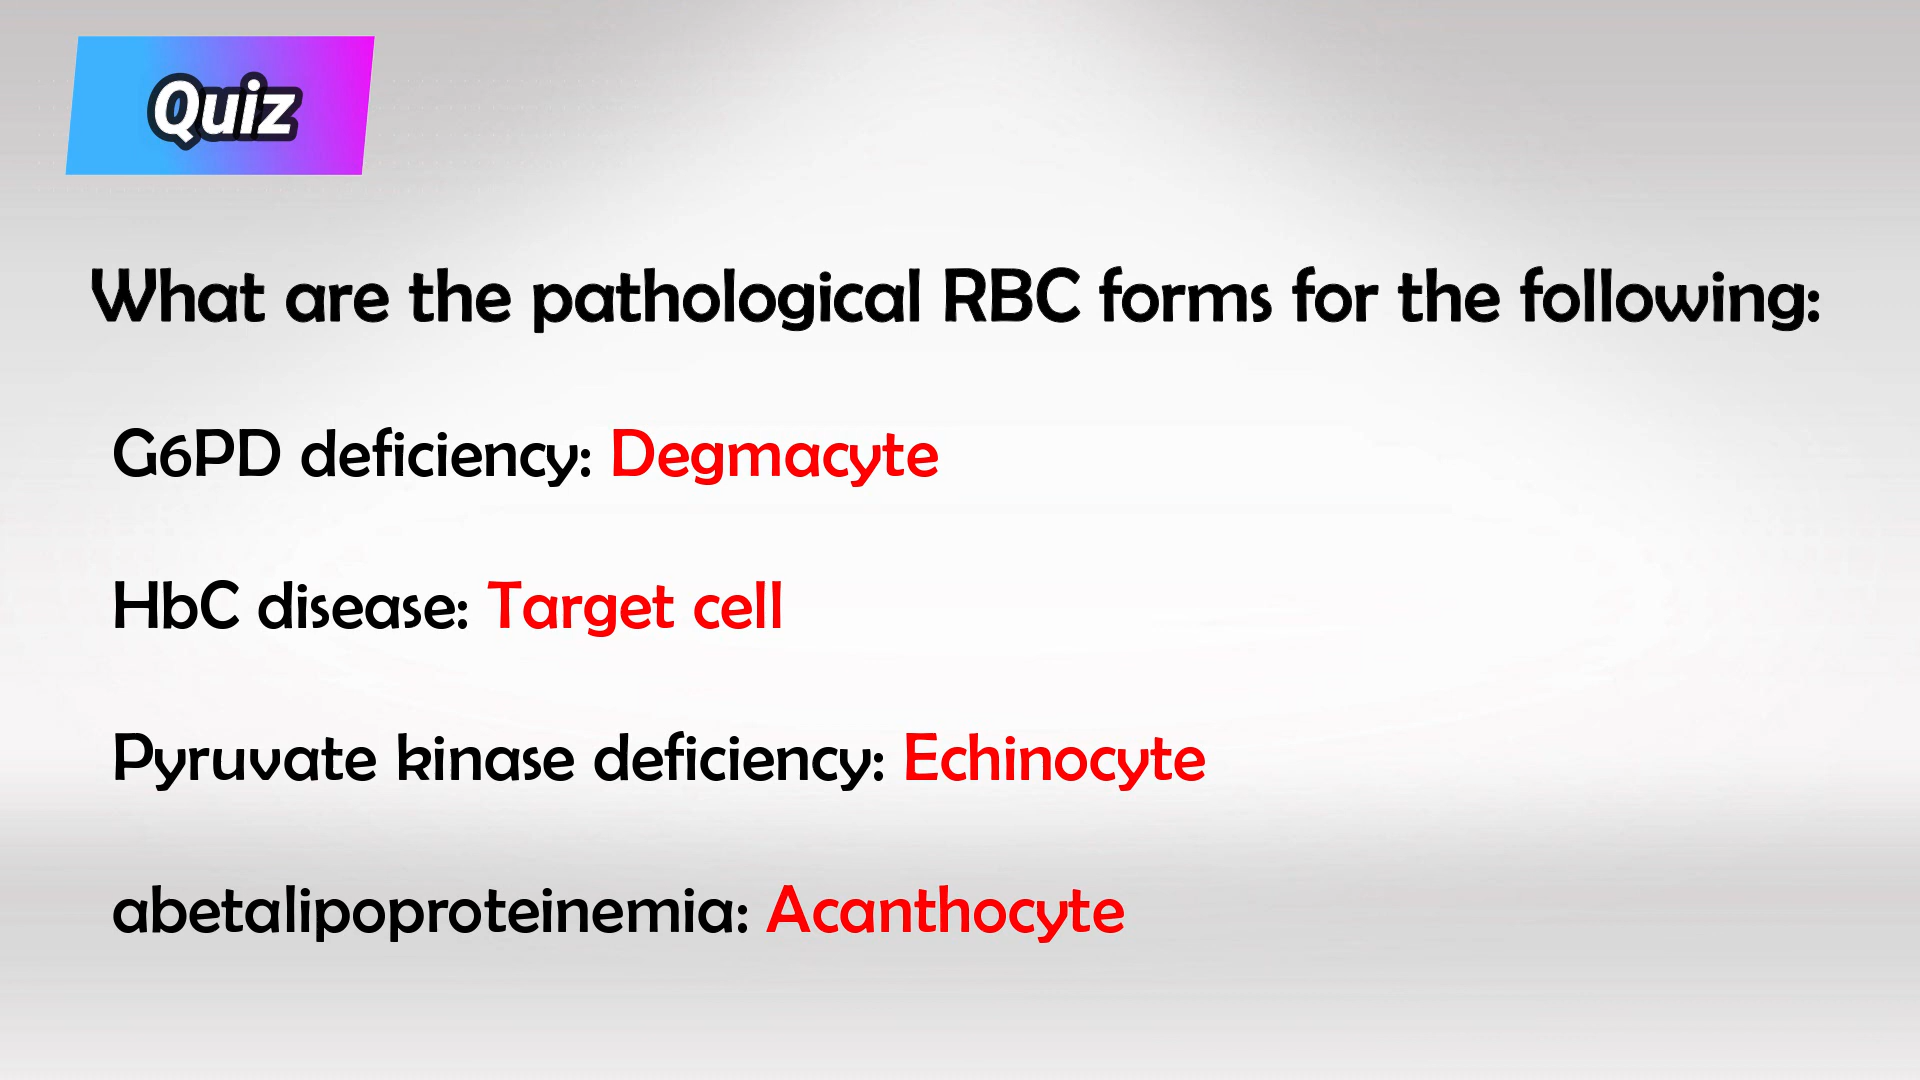 Quiz
What are the pathological RBC forms for the following:
G6PD deficiency: Degmacyte
HbC disease: Target cell
Pyruvate kinase deficiency: Echinocyte
abetalipoproteinemia: Acanthocyte